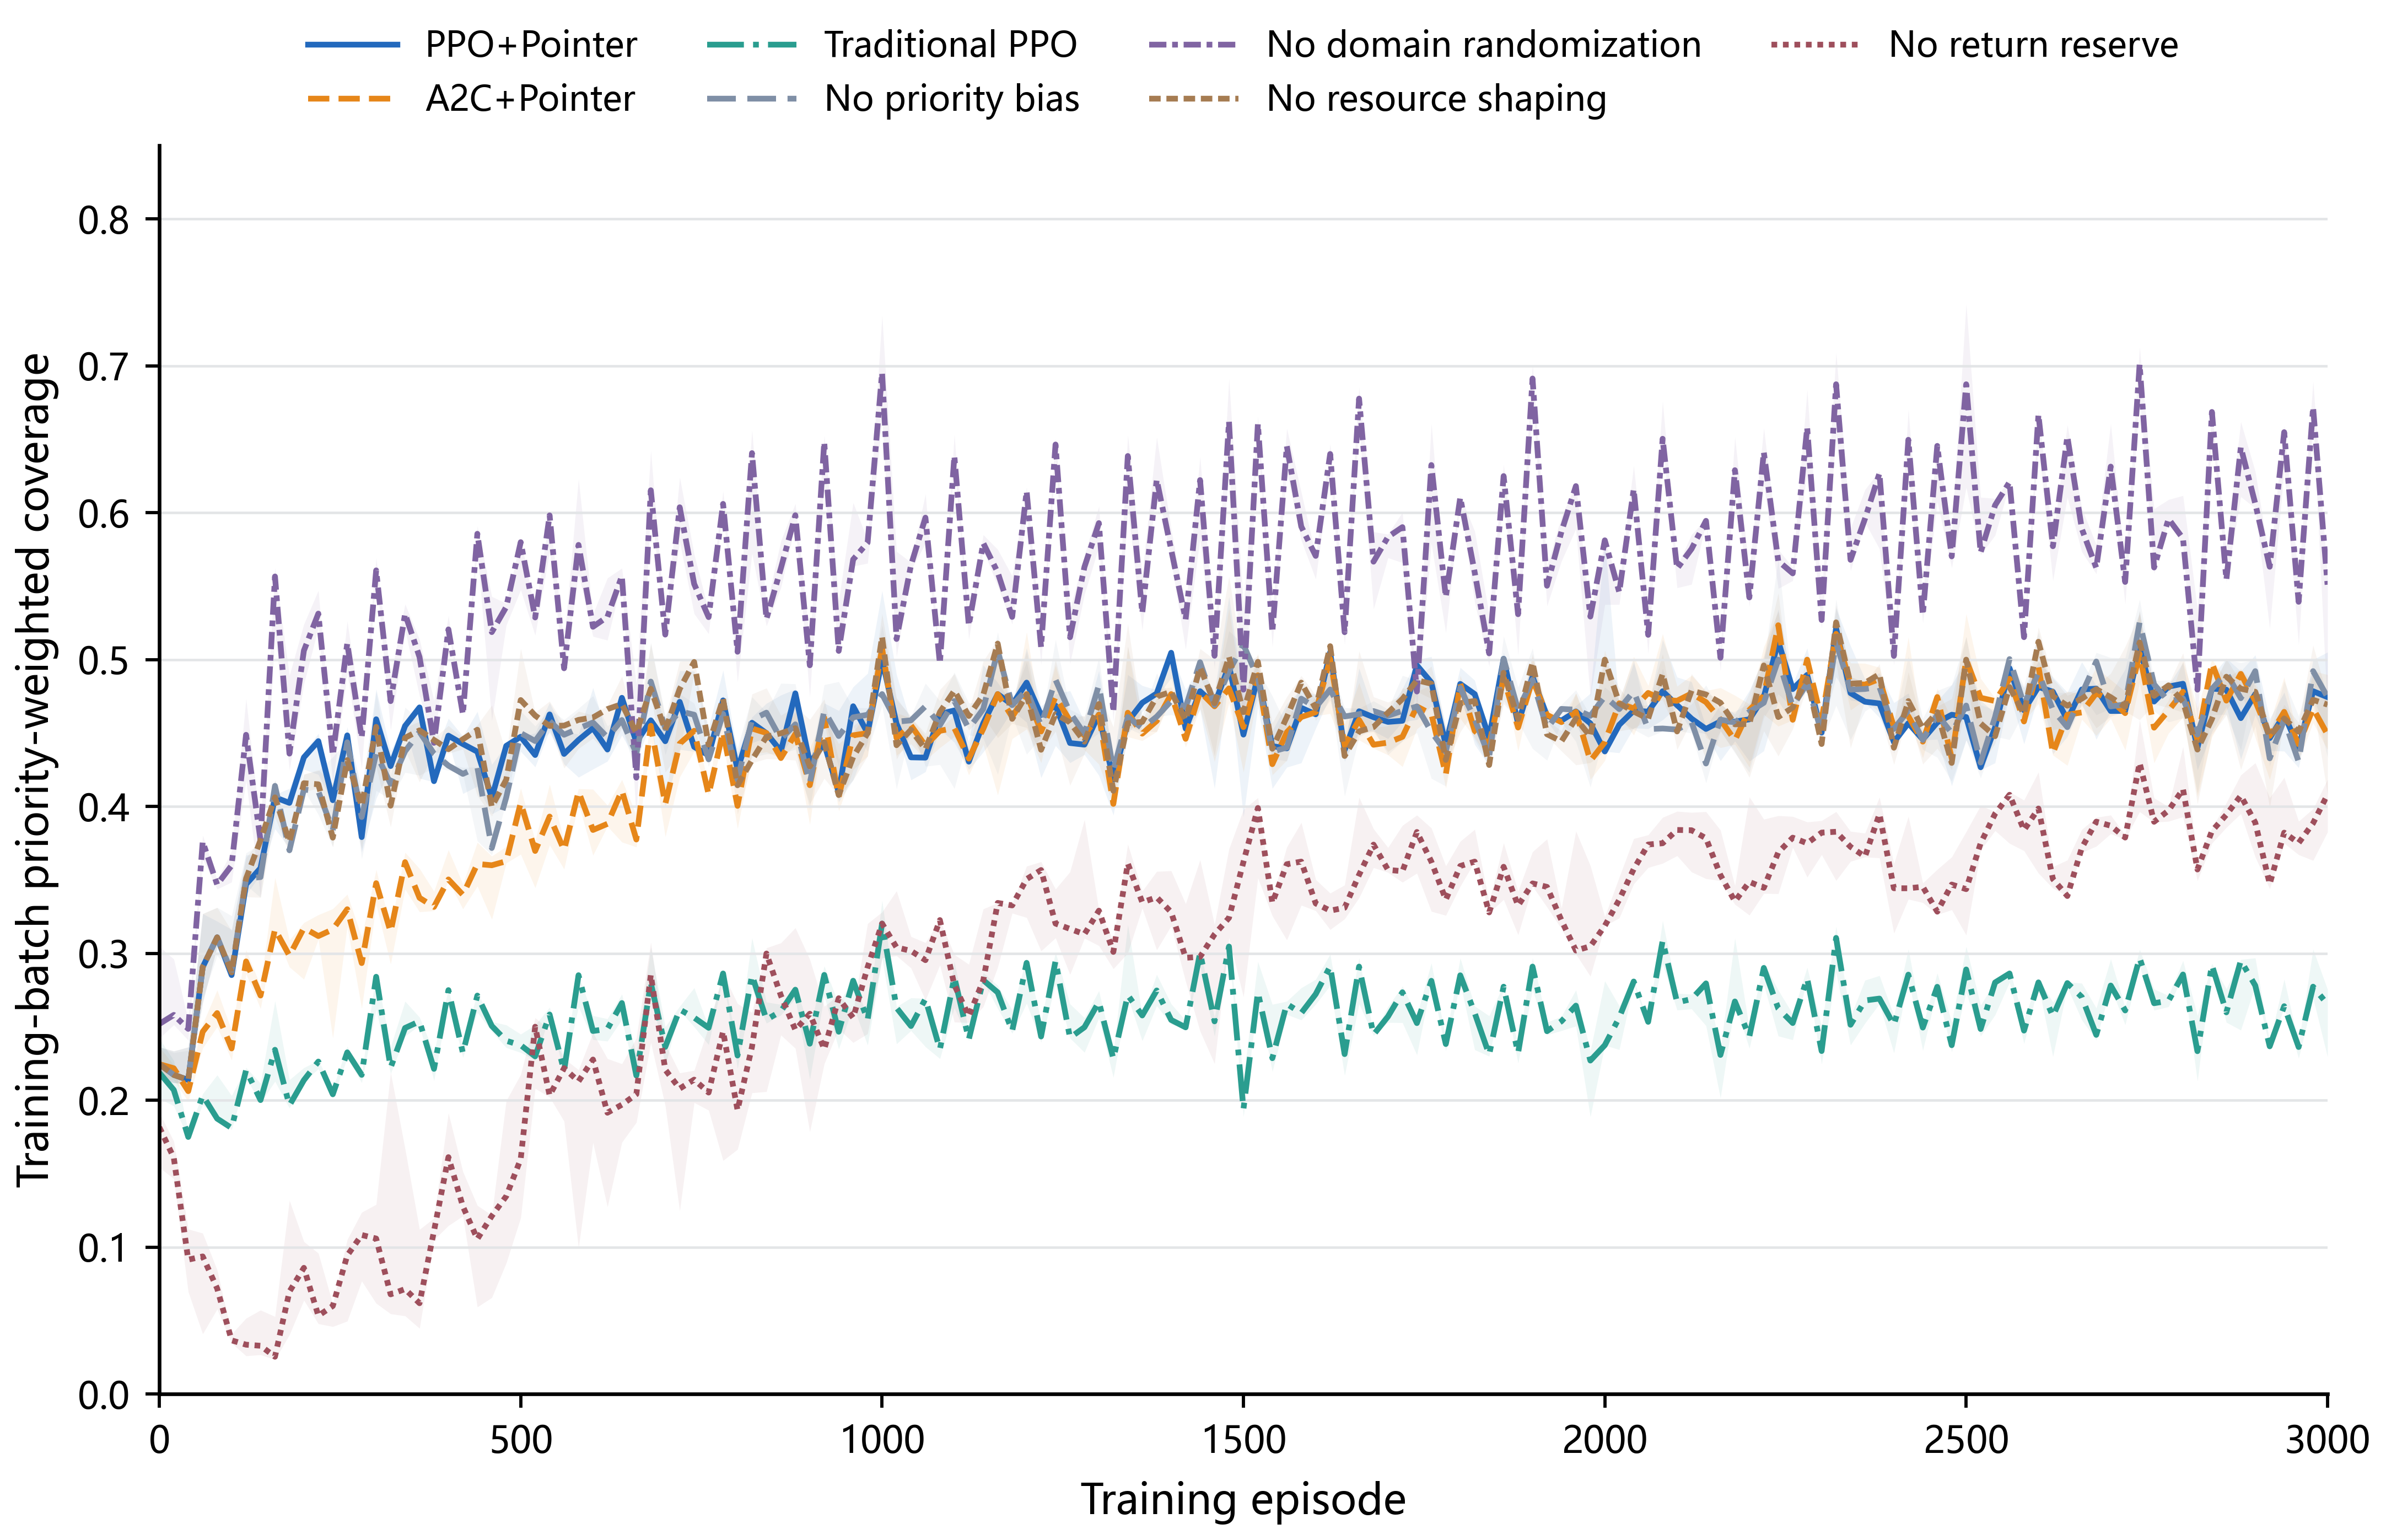 PPO+Pointer Traditional PPO No domain randomization No return reserve
A2C+Pointer No priority bias No resource shaping
Training-batch priority-weighted coverage
0.8
0.7
0.6
0.5
0.4
0.3
0.2
0.1
0.0
0 500 1000 1500 2000 2500 3000
Training episode